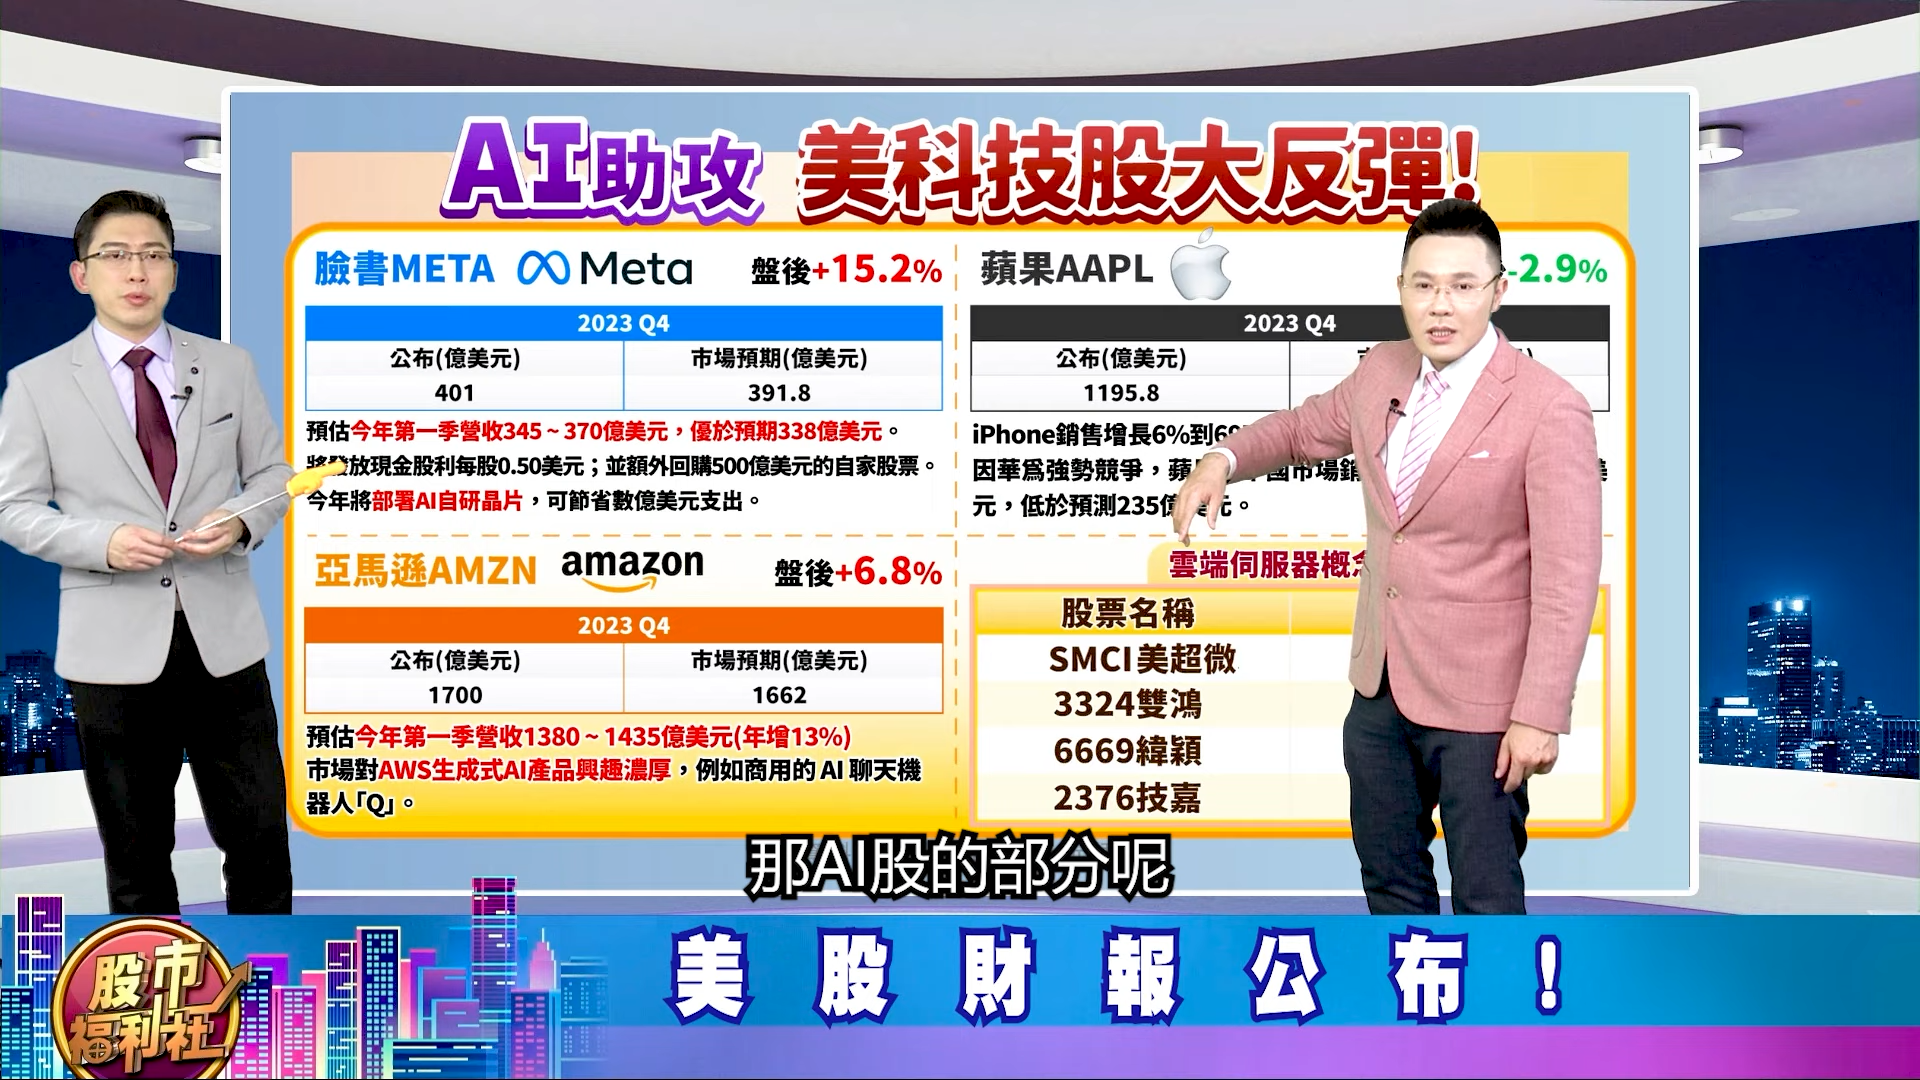 AI助攻 美科技股大反彈!
臉書META Meta 盤後+15.2%
2023 Q4
公布(億美元) 市場預期(億美元)
401 391.8
預估今年第一季營收345~370億美元，優於預期338億美元。
放現金股利每股0.50美元；並額外回購500億美元的自家股票。
今年將部署AI自研晶片，可節省數億美元支出。
蘋果AAPL -2.9%
2023 Q4
公布(億美元)
1195.8
iPhone銷售增長6%到69
因華為強勢競爭，蘋 國市場銷
元，低於預測235億美元。
亞馬遜AMZN amazon 盤後+6.8%
2023 Q4
公布(億美元) 市場預期(億美元)
1700 1662
預估今年第一季營收1380~1435億美元(年增13%)
市場對AWS生成式AI產品興趣濃厚，例如商用的AI聊天機
器人「Q」。
雲端伺服器概念
股票名稱
SMCI美超微
3324雙鴻
6669緯穎
2376技嘉
那AI股的部分呢
美股財報公布!
股市
福利社